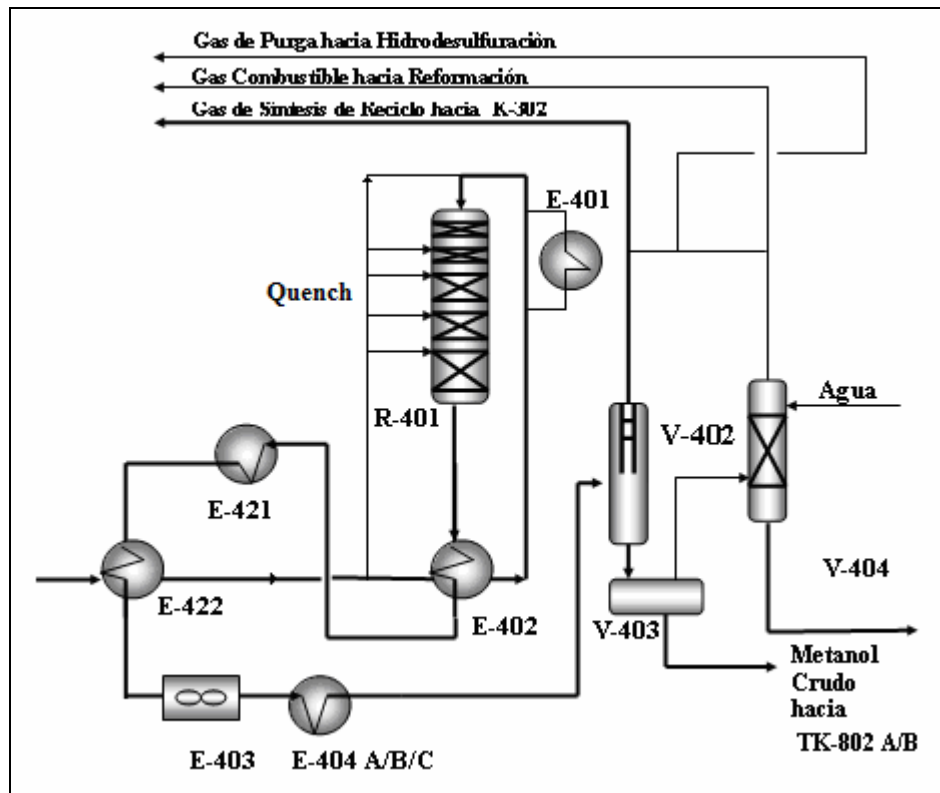 Gas de Purga hacia Hidrodesulfuración
Gas Combustible hacia Reformación
Gas de Síntesis de Reciclo hacia K-302
E-401
Quench
R-401
Agua
V-402
E-421
V-404
E-422
E-402
V-403
Metanol
Crudo
hacia
TK-802 A/B
E-403
E-404 A/B/C